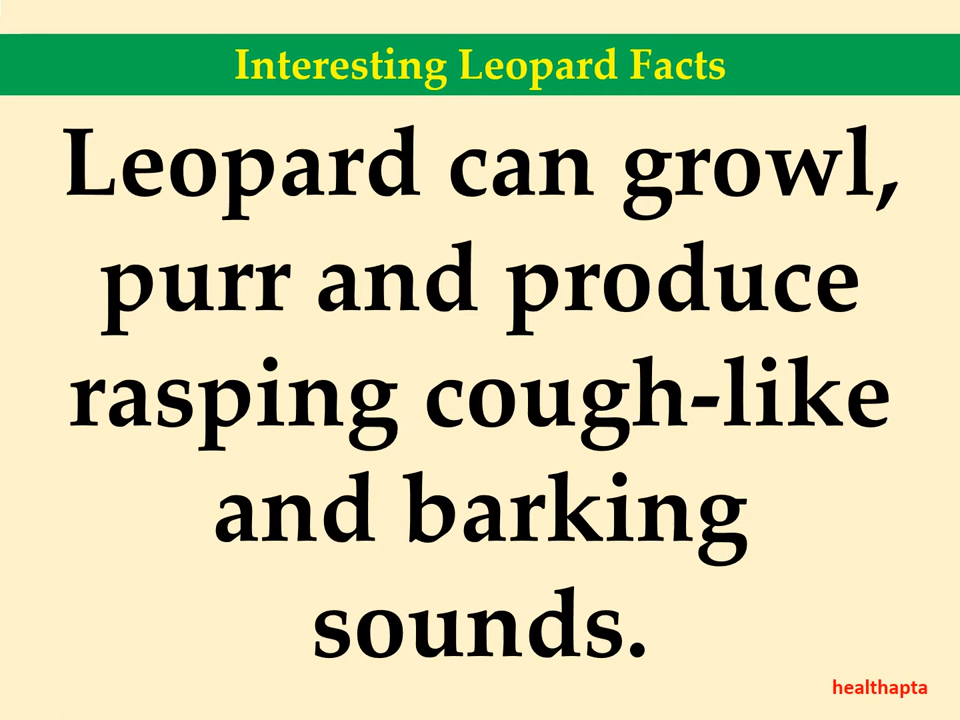 Interesting Leopard Facts
Leopard can growl,
purr and produce
rasping cough-like
and barking
sounds.
healthapta